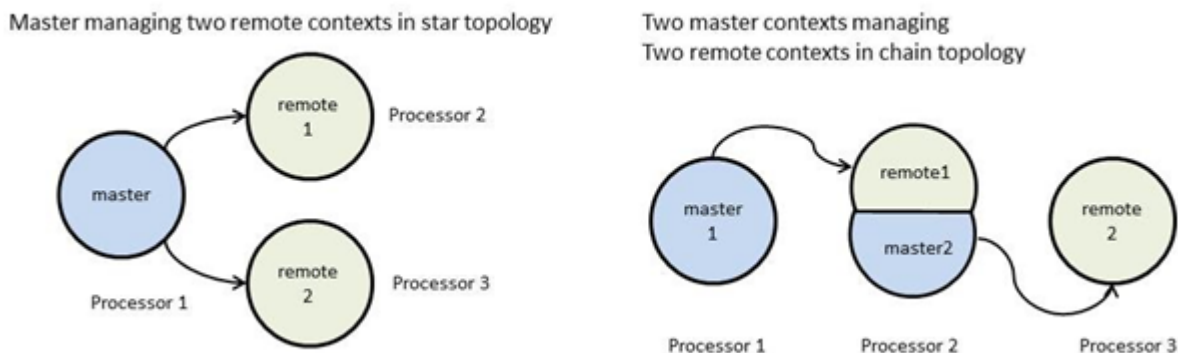 Master managing two remote contexts in star topology
remote
1
Processor 2
master
remote
2
Processor 3
Processor 1
Two master contexts managing
Two remote contexts in chain topology
remote1
master
1
master2
remote
2
Processor 1
Processor 2
Processor 3